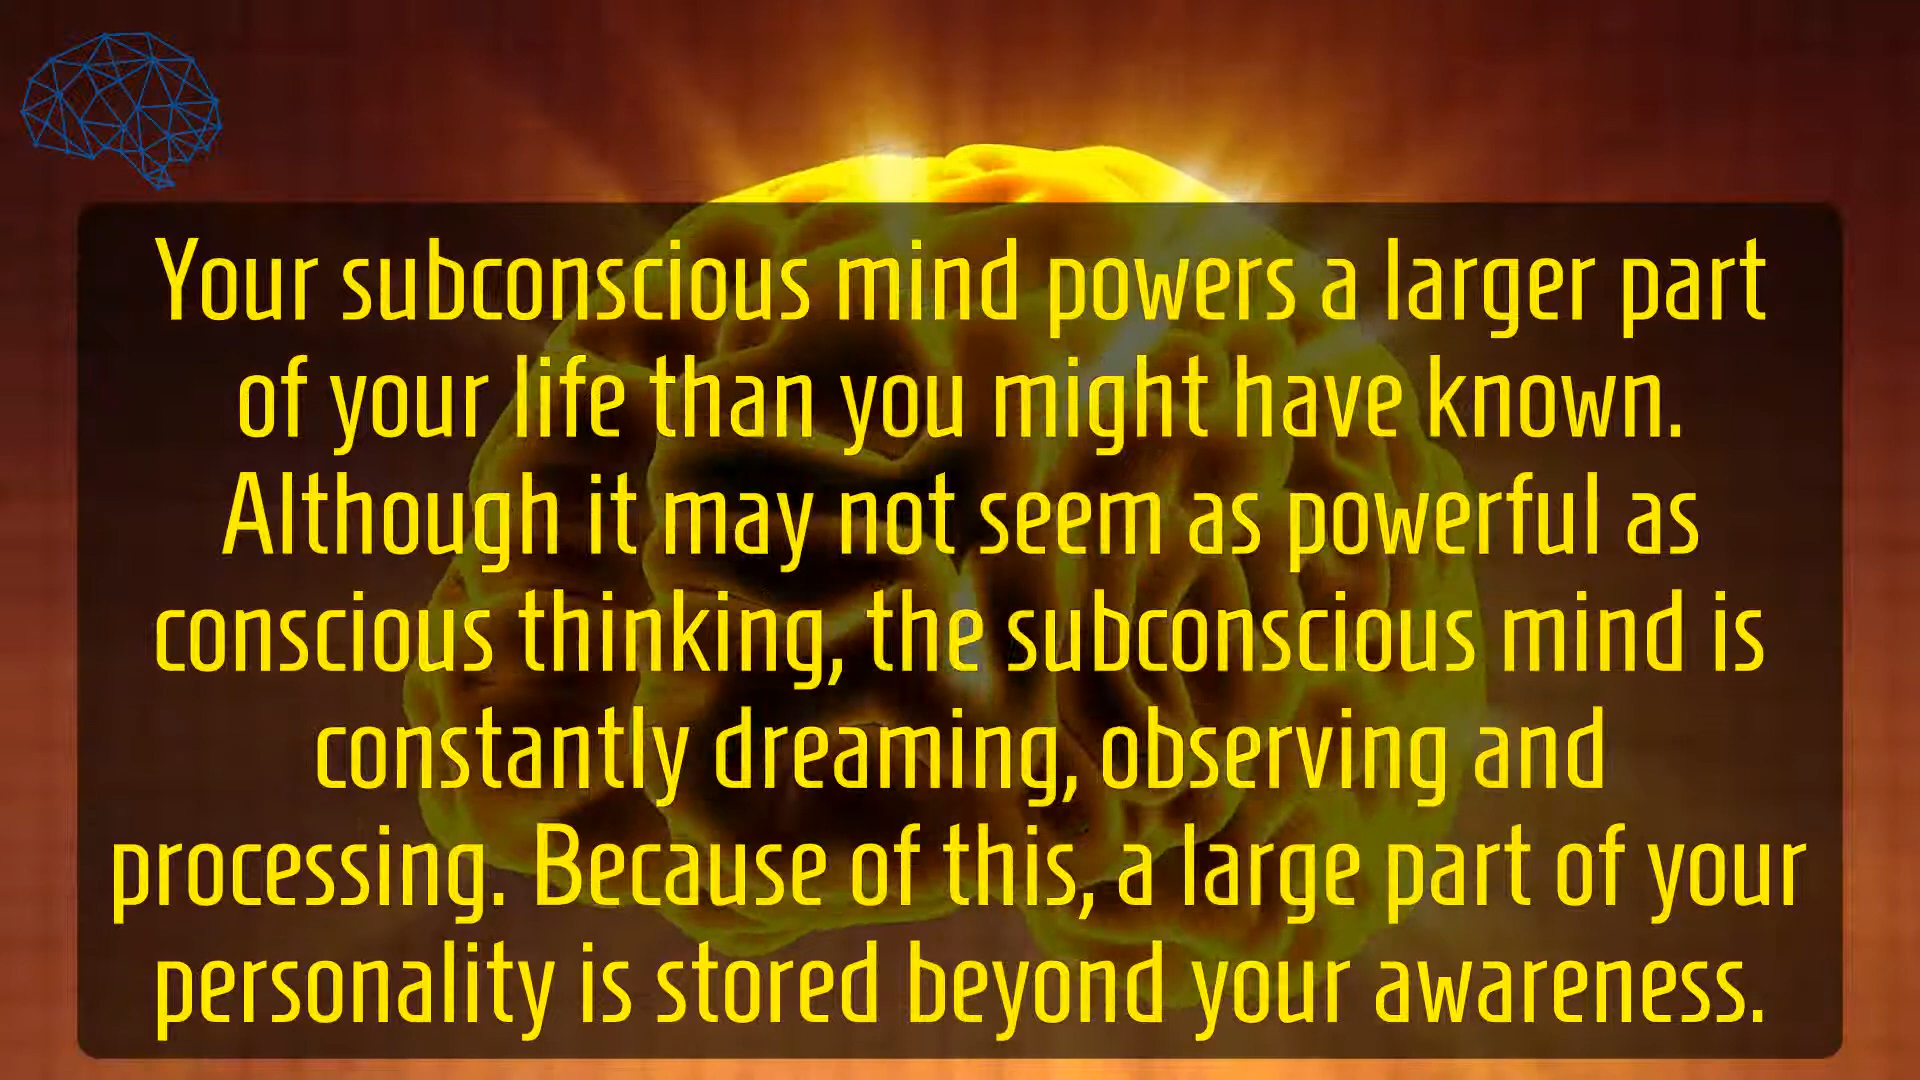 Your subconscious mind powers a larger part
of your life than you might have known.
Although it may not seem as powerful as
conscious thinking, the subconscious mind is
constantly dreaming, observing and
processing. Because of this, a large part of your
personality is stored beyond your awareness.